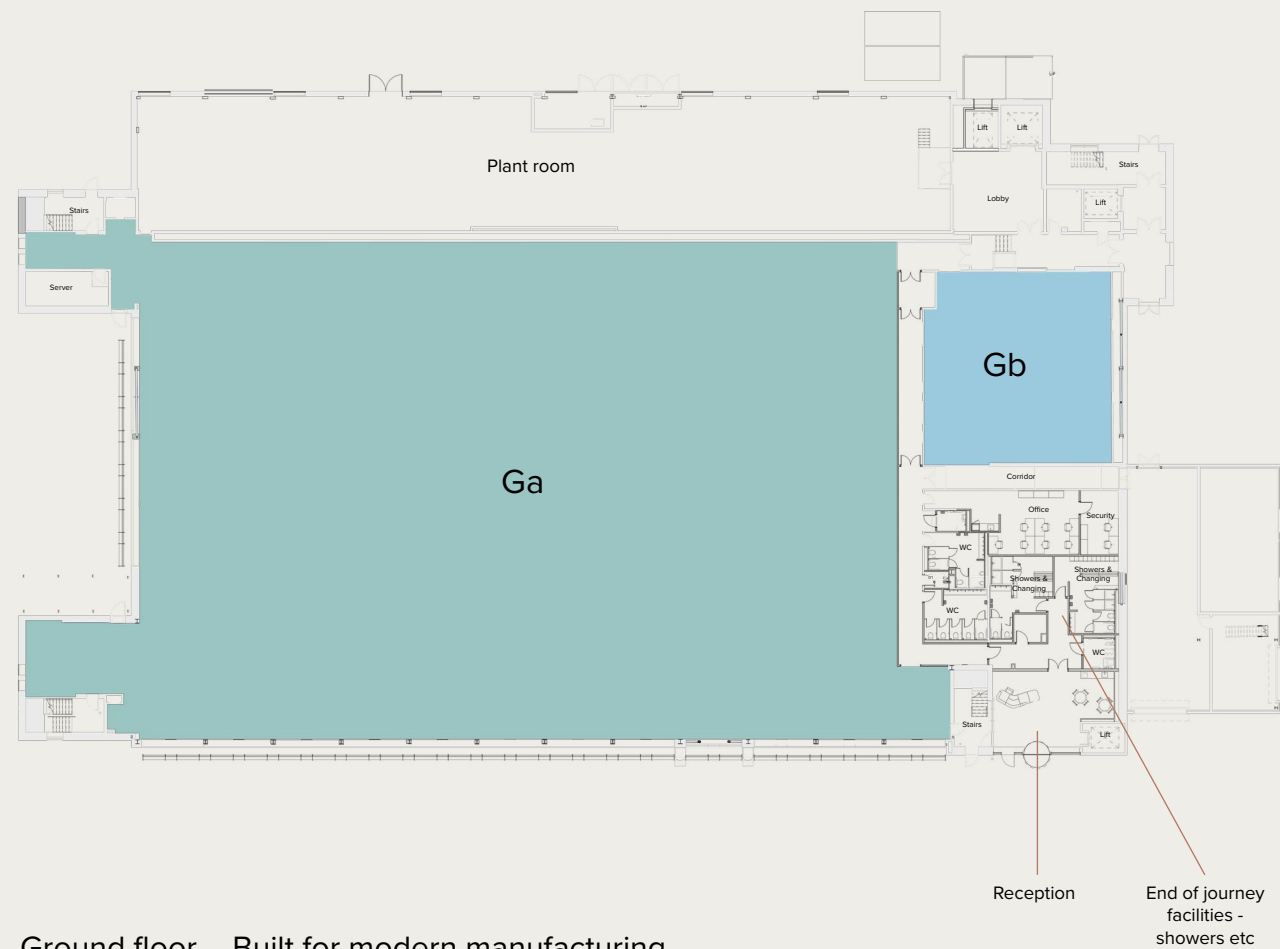 Lift
Lift
Plant room
Stairs
Lobby
Lift
Stairs
Server
Gb
Ga
Corridor
Office
Security
WC
Showers &
Changing
Showers &
Changing
WC
WC
Stairs
Lift
Reception
End of journey
facilities -
showers etc
Ground floor – Built for modern manufacturing